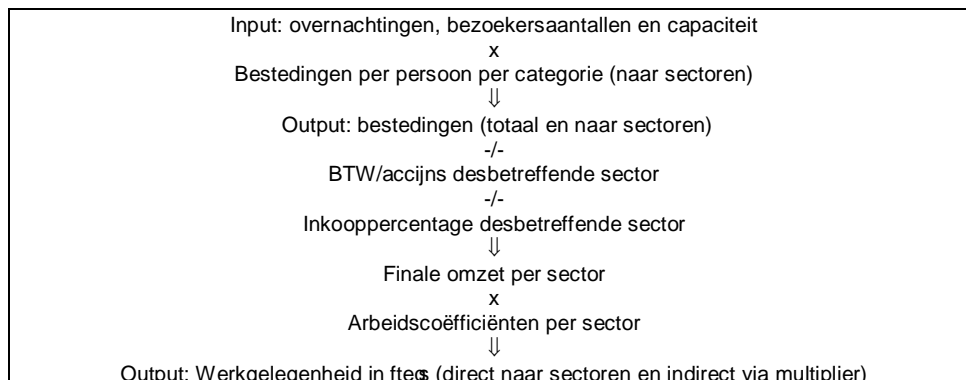 Input: overnachtingen, bezoekersaantallen en capaciteit
x
Bestedingen per persoon per categorie (naar sectoren)
⇓
Output: bestedingen (totaal en naar sectoren)
-/-
BTW/accijns desbetreffende sector
-/-
Inkooppercentage desbetreffende sector
⇓
Finale omzet per sector
x
Arbeidscoëfficiënten per sector
⇓
Output: Werkgelegenheid in (direct naar sectoren en indirect via multiplier)